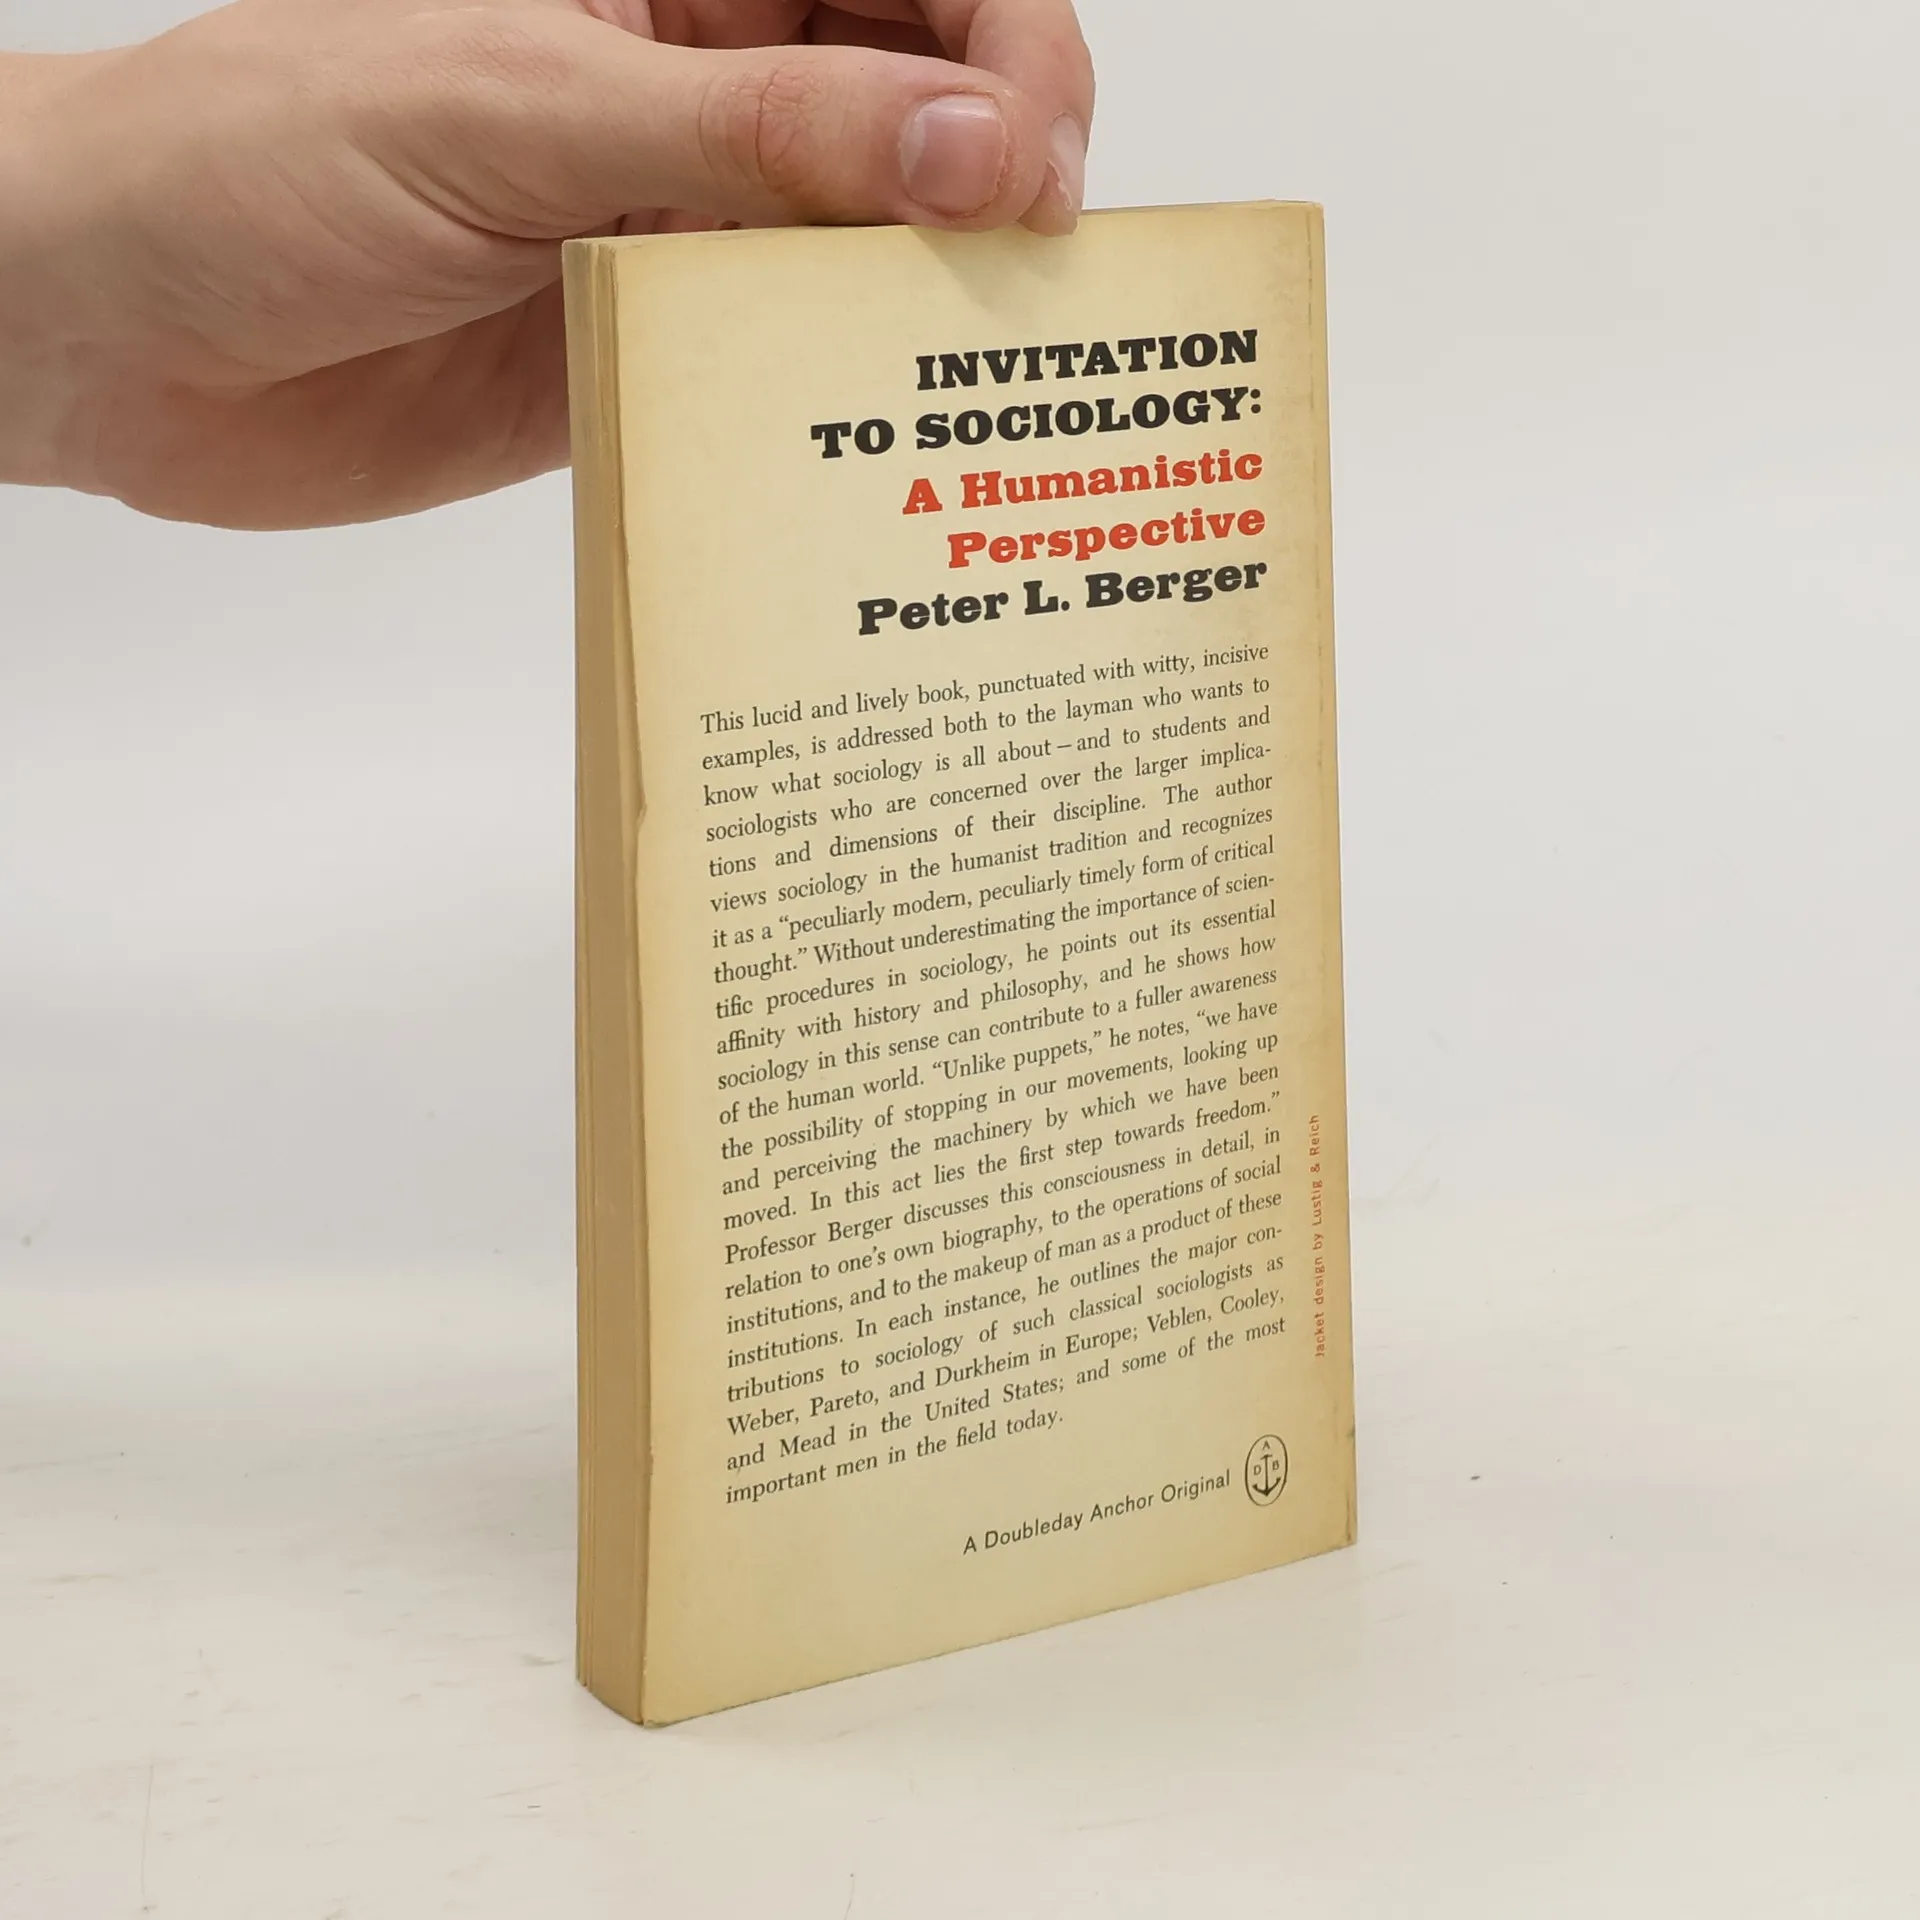 INVITATION
TO SOCIOLOGY:
A Humanistic
Perspective
Peter L. Berger
This lucid and lively book, punctuated with witty, incisive
examples, is addressed both to the layman who wants to
know what sociology is all about – and to students and
sociologists who are concerned over the larger implica-
tions and dimensions of their discipline. The author
views sociology in the humanist tradition and recognizes
it as a “peculiarly modern, peculiarly timely form of critical
thought.” Without underestimating the importance of scien-
tific procedures in sociology, he points out its essential
affinity with history and philosophy, and he shows how
sociology in this sense can contribute to a fuller awareness
of the human world. “Unlike puppets,” he notes, “we have
the possibility of stopping in our movements, looking up
and perceiving the machinery by which we have been
moved. In this act lies the first step towards freedom.”
Professor Berger discusses this consciousness in detail, in
relation to one’s own biography, to the operations of social
institutions, and to the makeup of man as a product of these
institutions. In each instance, he outlines the major con-
tributions to sociology of such classical sociologists as
Weber, Pareto, and Durkheim in Europe; Veblen, Cooley,
and Mead in the United States; and some of the most
important men in the field today.
Jacket design by Lustig & Reich
A Doubleday Anchor Original
A
D B